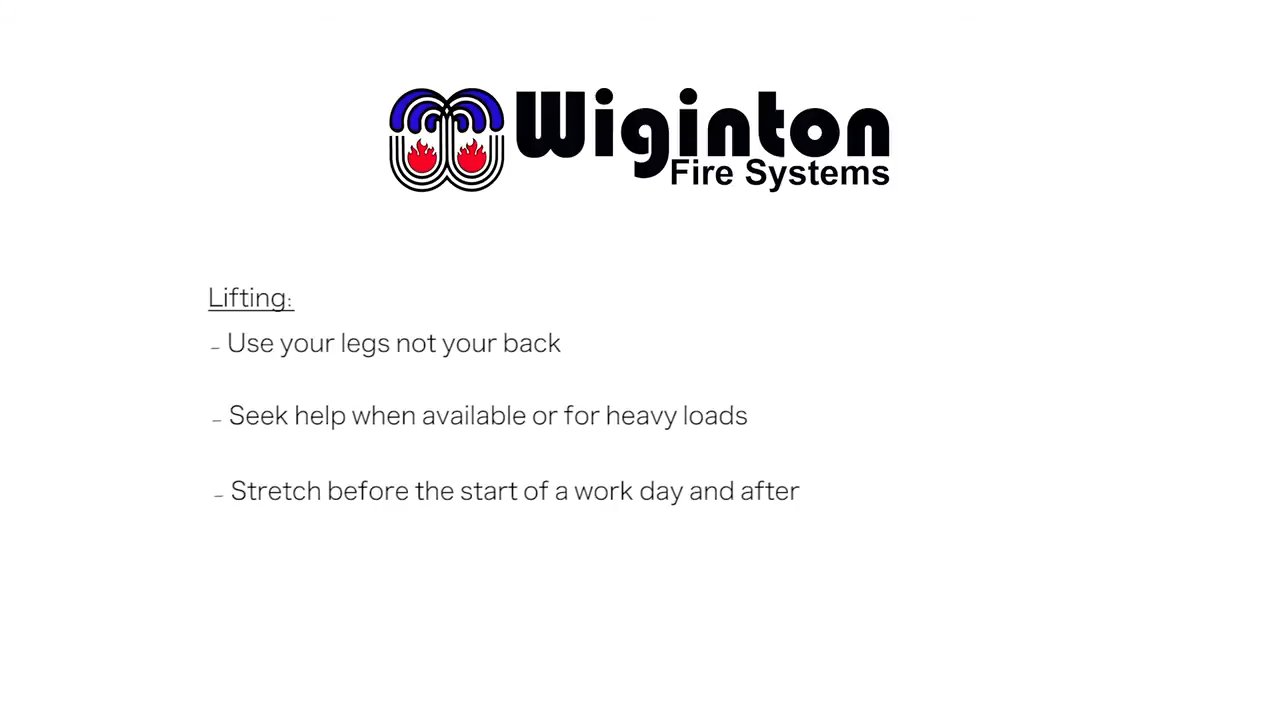 Wiginton
Fire Systems
Lifting:
- Use your legs not your back
- Seek help when available or for heavy loads
- Stretch before the start of a work day and after